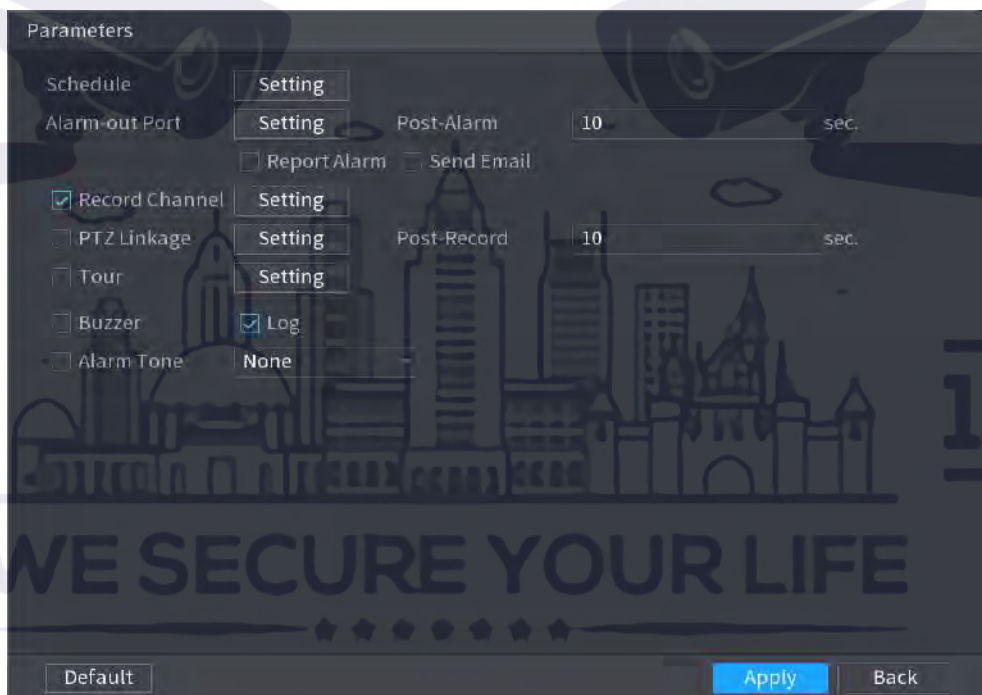 Parameters
Schedule Setting
Alarm-out Port Setting Post-Alarm 10 sec.
Report Alarm Send Email
Record Channel Setting
PTZ Linkage Setting Post-Record 10 sec.
Tour Setting
Buzzer Log
Alarm Tone None
WE SECURE YOUR LIFE
Default Apply Back